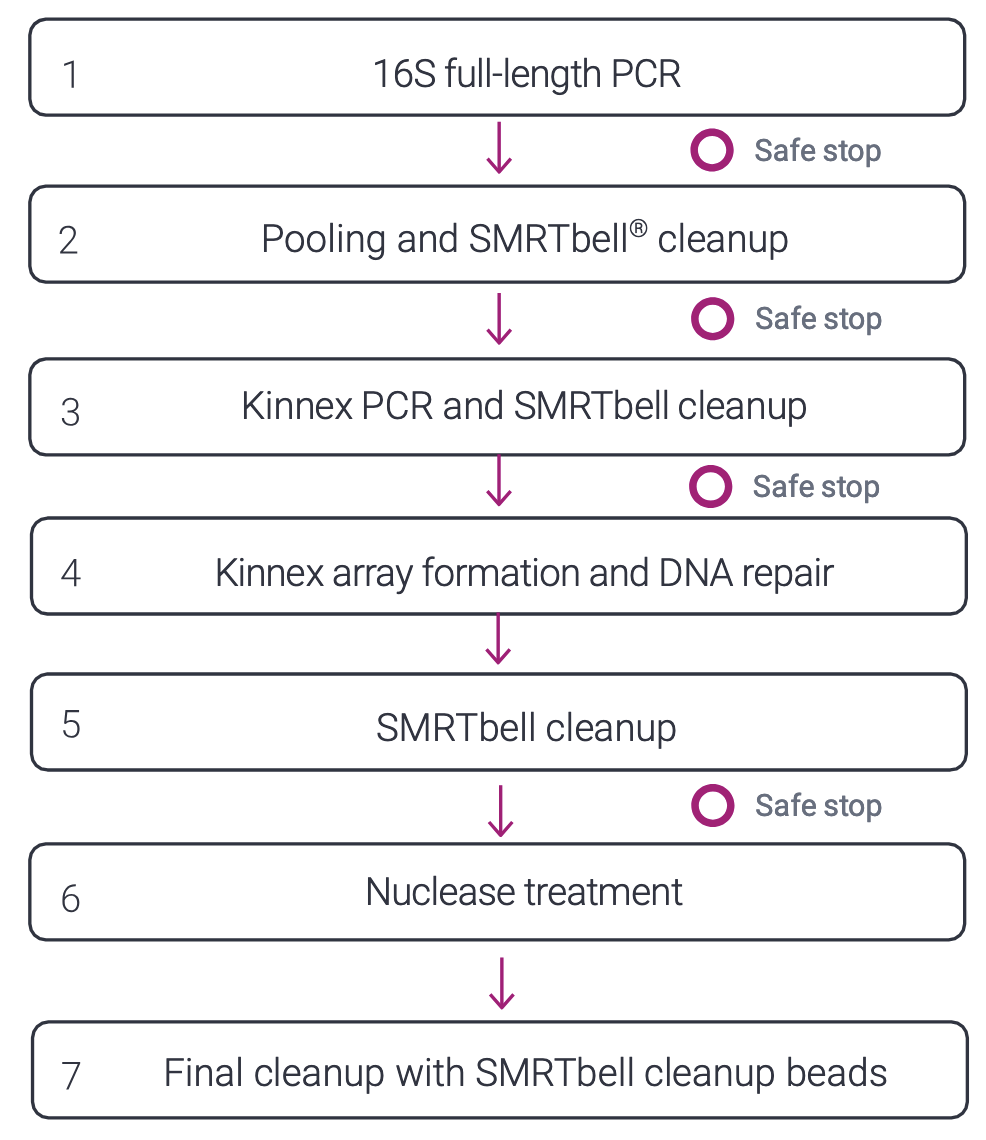 1 16S full-length PCR
Safe stop
2 Pooling and SMRTbell® cleanup
Safe stop
3 Kinnex PCR and SMRTbell cleanup
Safe stop
4 Kinnex array formation and DNA repair
5 SMRTbell cleanup
Safe stop
6 Nuclease treatment
7 Final cleanup with SMRTbell cleanup beads